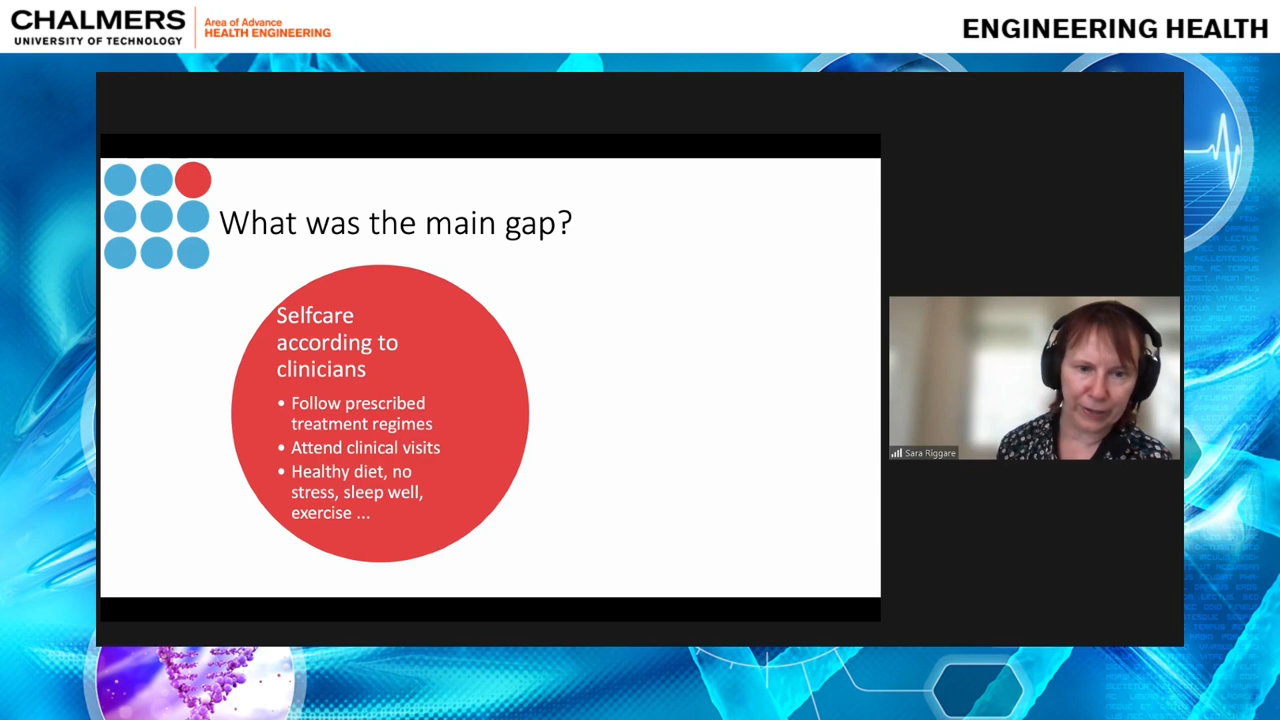 CHALMERS
UNIVERSITY OF TECHNOLOGY
Area of Advance
HEALTH ENGINEERING
ENGINEERING HEALTH
What was the main gap?
Selfcare
according to
clinicians
• Follow prescribed
treatment regimes
• Attend clinical visits
• Healthy diet, no
stress, sleep well,
exercise ...
Sara Riggare